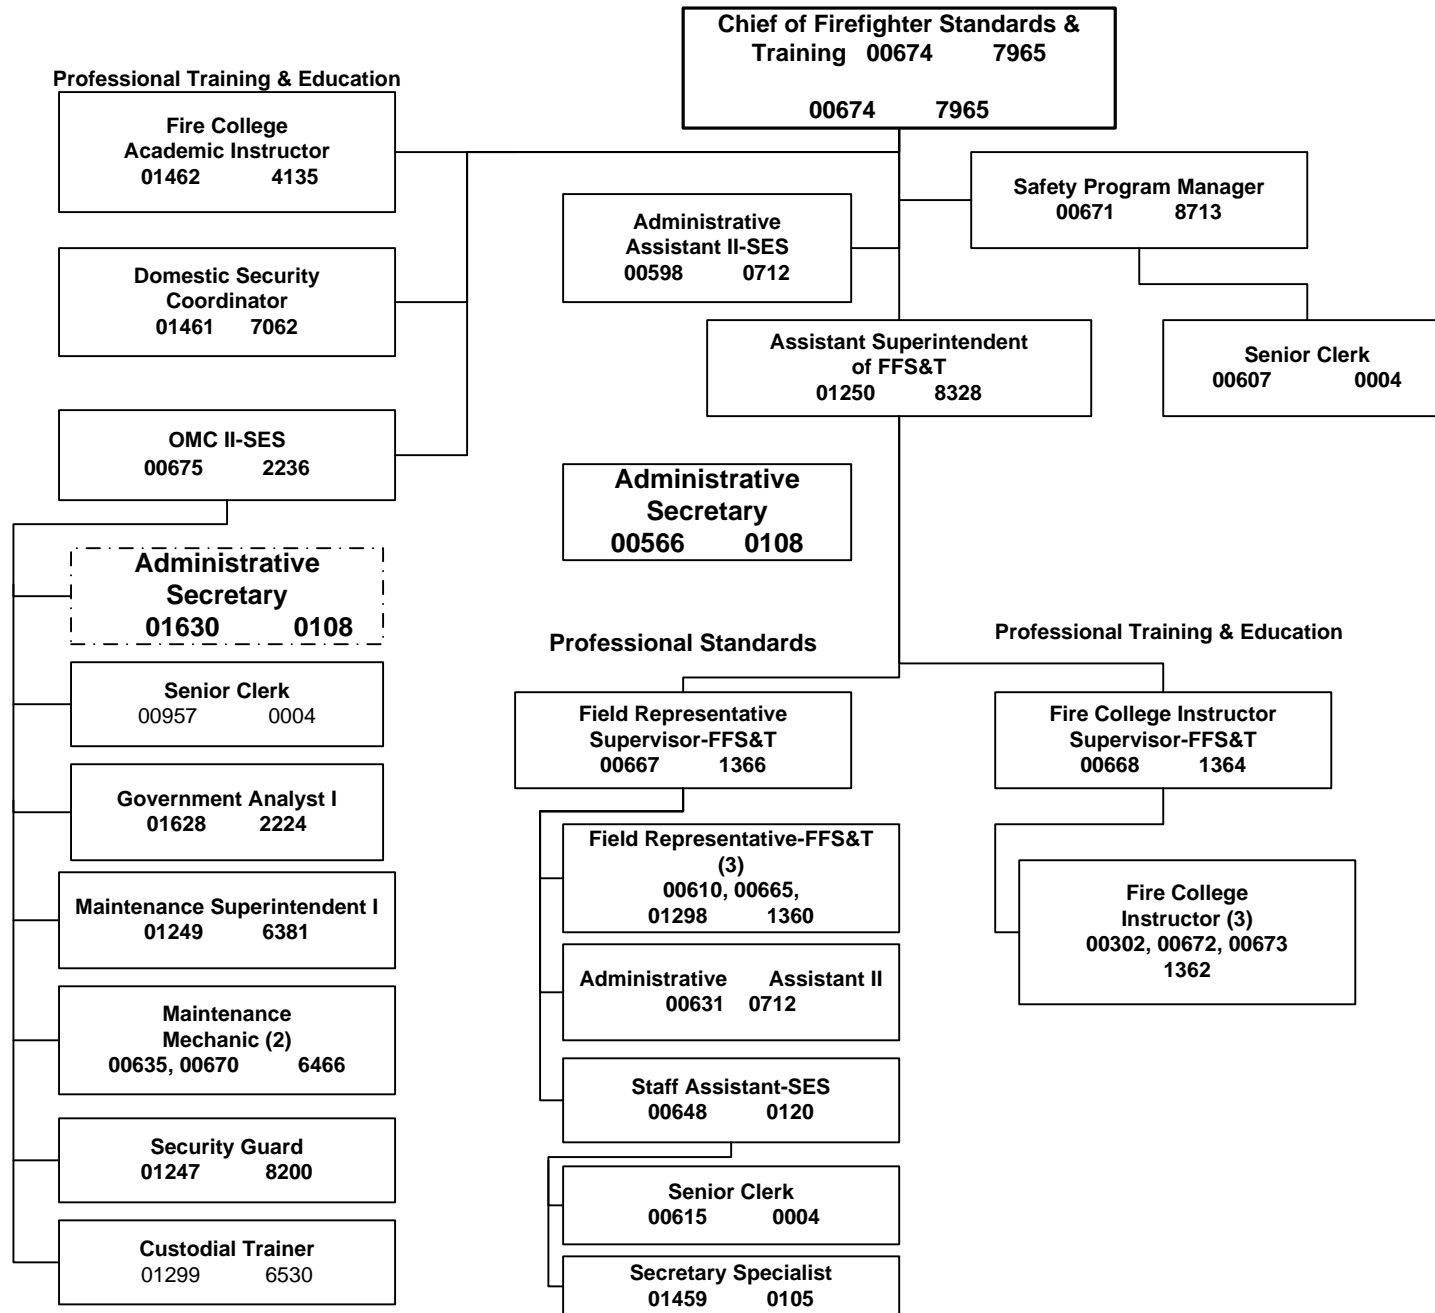 Chief of Firefighter Standards &
Training 00674 7965
00674 7965
Professional Training & Education
Fire College
Academic Instructor
01462 4135
Safety Program Manager
00671 8713
Administrative
Assistant II-SES
00598 0712
Domestic Security
Coordinator
01461 7062
Assistant Superintendent
of FFS&T
01250 8328
Senior Clerk
00607 0004
OMC II-SES
00675 2236
Administrative
Secretary
00566 0108
Administrative
Secretary
01630 0108
Senior Clerk
00957 0004
Government Analyst I
01628 2224
Maintenance Superintendent I
01249 6381
Maintenance
Mechanic (2)
00635, 00670 6466
Security Guard
01247 8200
Custodial Trainer
01299 6530
Professional Standards
Field Representative
Supervisor-FFS&T
00667 1366
Field Representative-FFS&T
(3)
00610, 00665,
01298 1360
Administrative Assistant II
00631 0712
Staff Assistant-SES
00648 0120
Senior Clerk
00615 0004
Secretary Specialist
01459 0105
Professional Training & Education
Fire College Instructor
Supervisor-FFS&T
00668 1364
Fire College
Instructor (3)
00302, 00672, 00673
1362